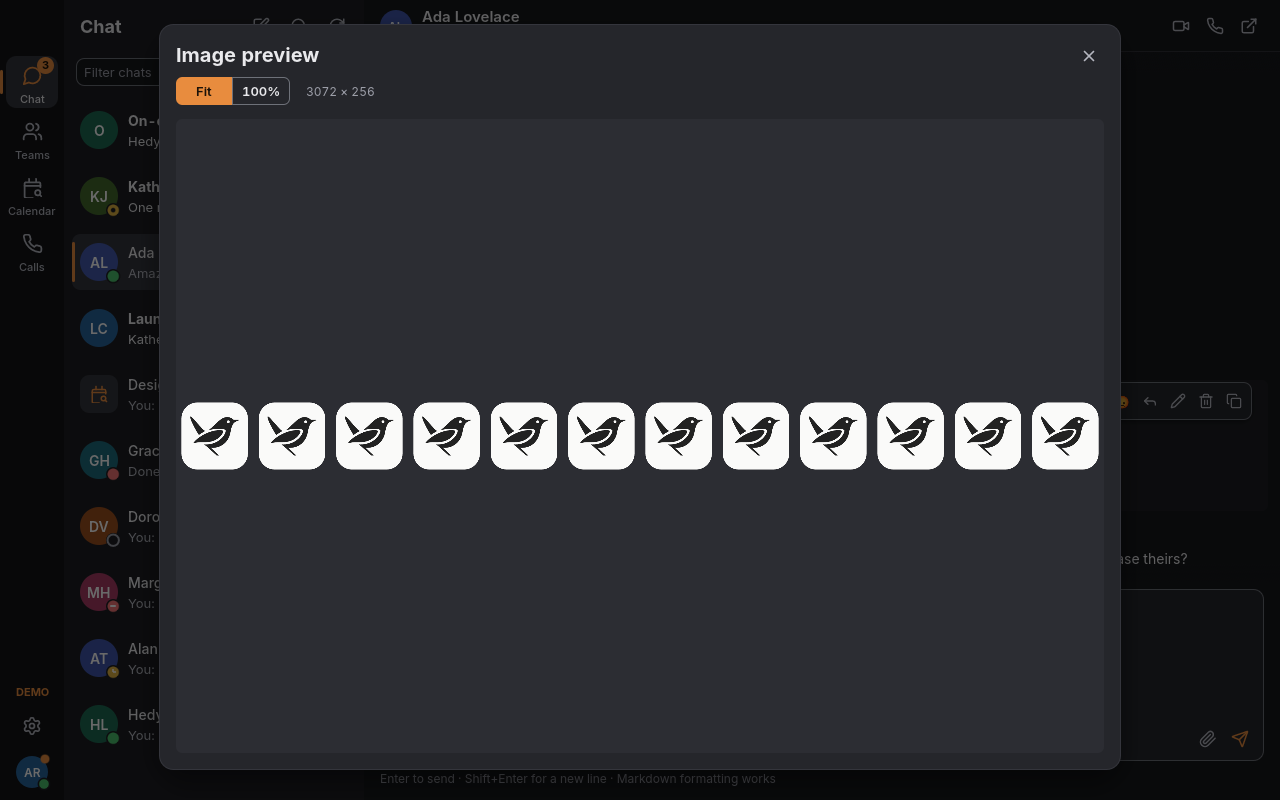 Chat
Ada Lovelace
Image preview
Fit
100%
3072 × 256
Filter chats
3
Chat
Teams
Calendar
Calls
O
Hedy
KJ
Kath
One
AL
Ada
Amaz
LC
Laun
Kathe
Desi
You:
GH
Grac
Done
DV
Doro
You:
MH
Marg
You:
AT
Alan
You:
HL
Hedy
You:
DEMO
AR
ase theirs?
Enter to send · Shift+Enter for a new line · Markdown formatting works